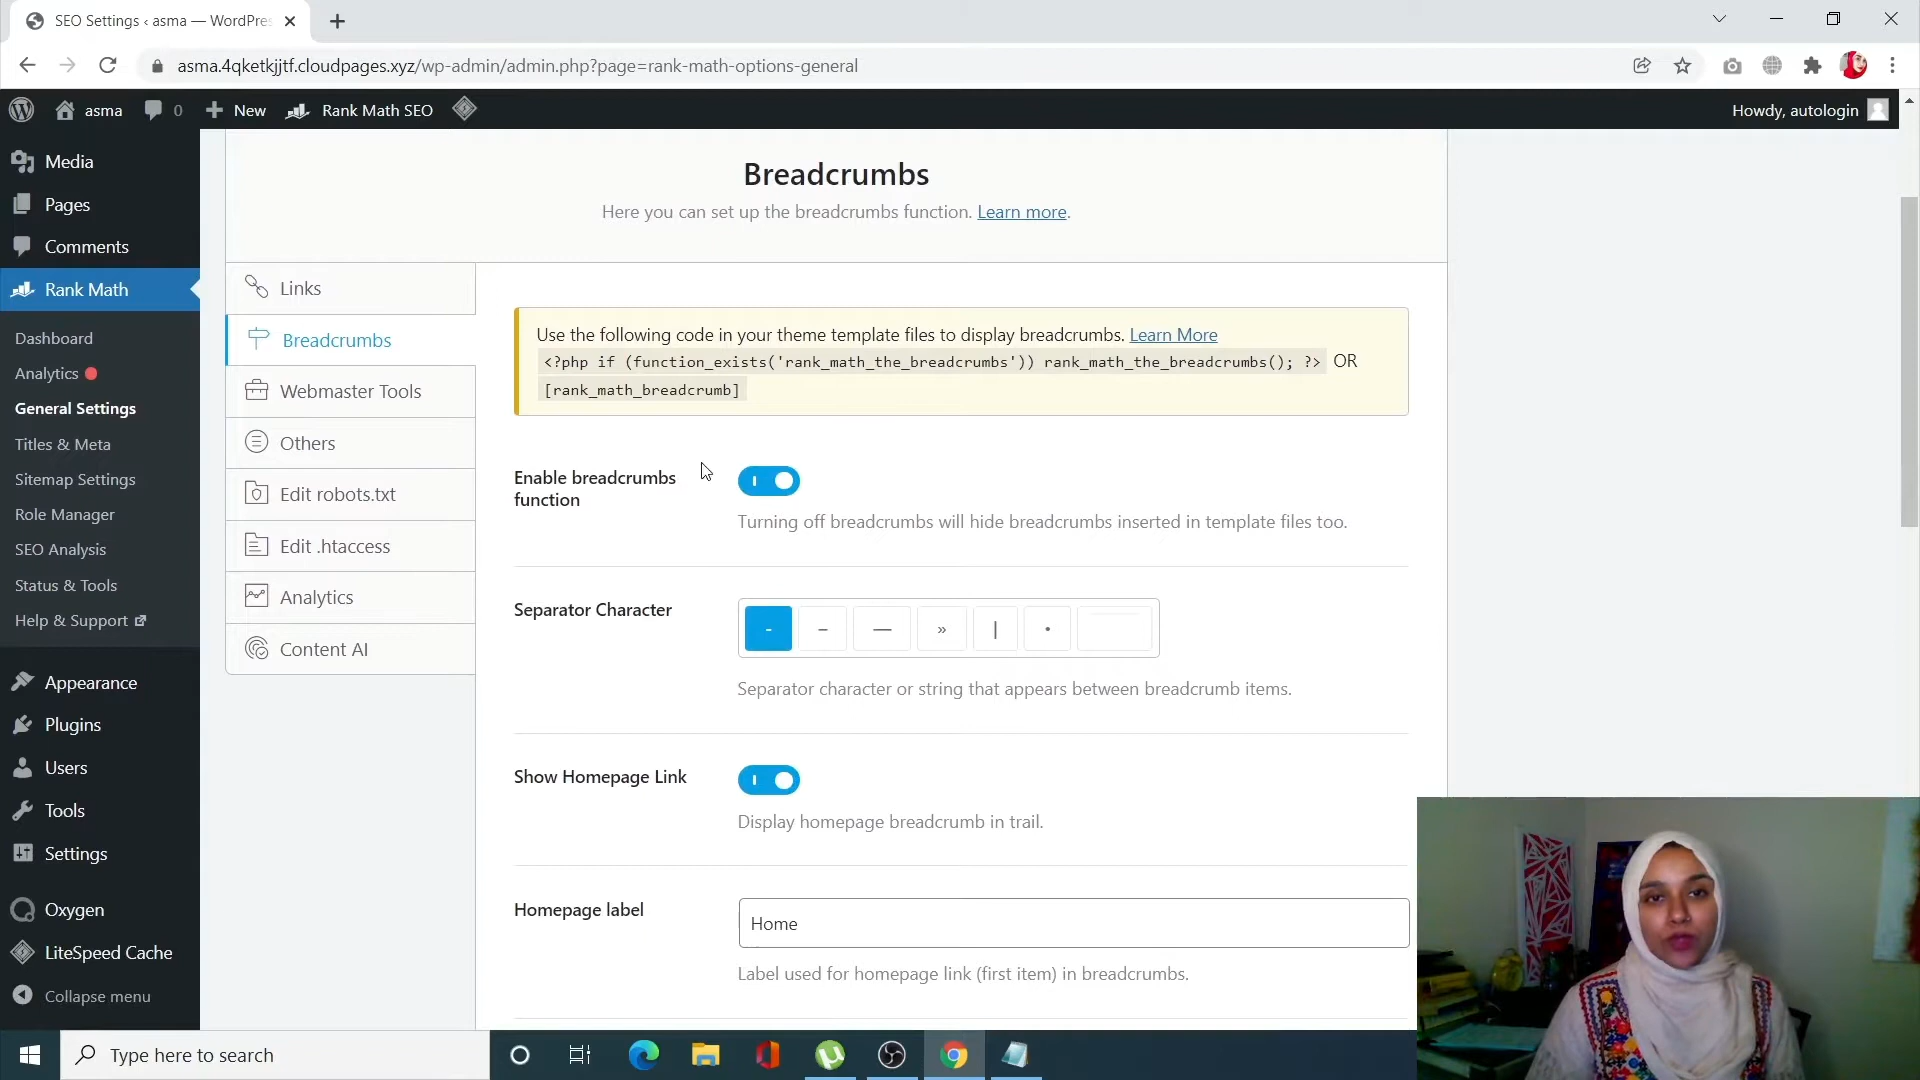 SEO Settings ‹ asma — WordPres
asma.4qketkjjtf.cloudpages.xyz/wp-admin/admin.php?page=rank-math-options-general
asma
0
New
Rank Math SEO
Howdy, autologin
Media
Pages
Comments
Rank Math
Dashboard
Analytics
General Settings
Titles & Meta
Sitemap Settings
Role Manager
SEO Analysis
Status & Tools
Help & Support
Appearance
Plugins
Users
Tools
Settings
Oxygen
LiteSpeed Cache
Collapse menu
Breadcrumbs
Here you can set up the breadcrumbs function. Learn more.
Links
Breadcrumbs
Webmaster Tools
Others
Edit robots.txt
Edit .htaccess
Analytics
Content AI
Use the following code in your theme template files to display breadcrumbs. Learn More
<?php if (function_exists('rank_math_the_breadcrumbs')) rank_math_the_breadcrumbs(); ?> OR
[rank_math_breadcrumb]
Enable breadcrumbs
function
Turning off breadcrumbs will hide breadcrumbs inserted in template files too.
Separator Character
- – — » | •
Separator character or string that appears between breadcrumb items.
Show Homepage Link
Display homepage breadcrumb in trail.
Homepage label
Home
Label used for homepage link (first item) in breadcrumbs.
Type here to search